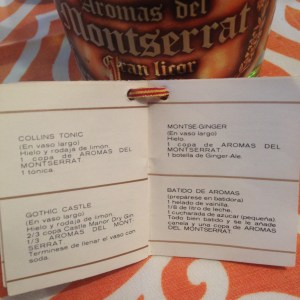 Aromas del
Montserrat
Gran licor
COLLINS TONIC
(En vaso largo)
Hielo y rodaja de limon.
1 copa de AROMAS DEL
MONTSERRAT
1 tónica.
GOTHIC CASTLE
(En vaso largo)
Hielo y rodaja de limon.
2/3 copa Castle Manor Dry Gin
1/3 AROMAS DEL MONT-
SERRAT
Terminese de llenar el vaso con
soda.
MONTSE-GINGER
(En vaso largo)
Hielo.
1 copa de AROMAS DEL
MONTSERRAT
1 botella de Ginger-Ale.
BATIDO DE AROMAS
(prepárese en batidora)
1 helado de vainilla.
1/8 de litro de leche.
1 cucharada de azúcar (pequeña).
Todo bien batido y se le añade
canela y una copa de AROMAS
DEL MONTSERRAT.